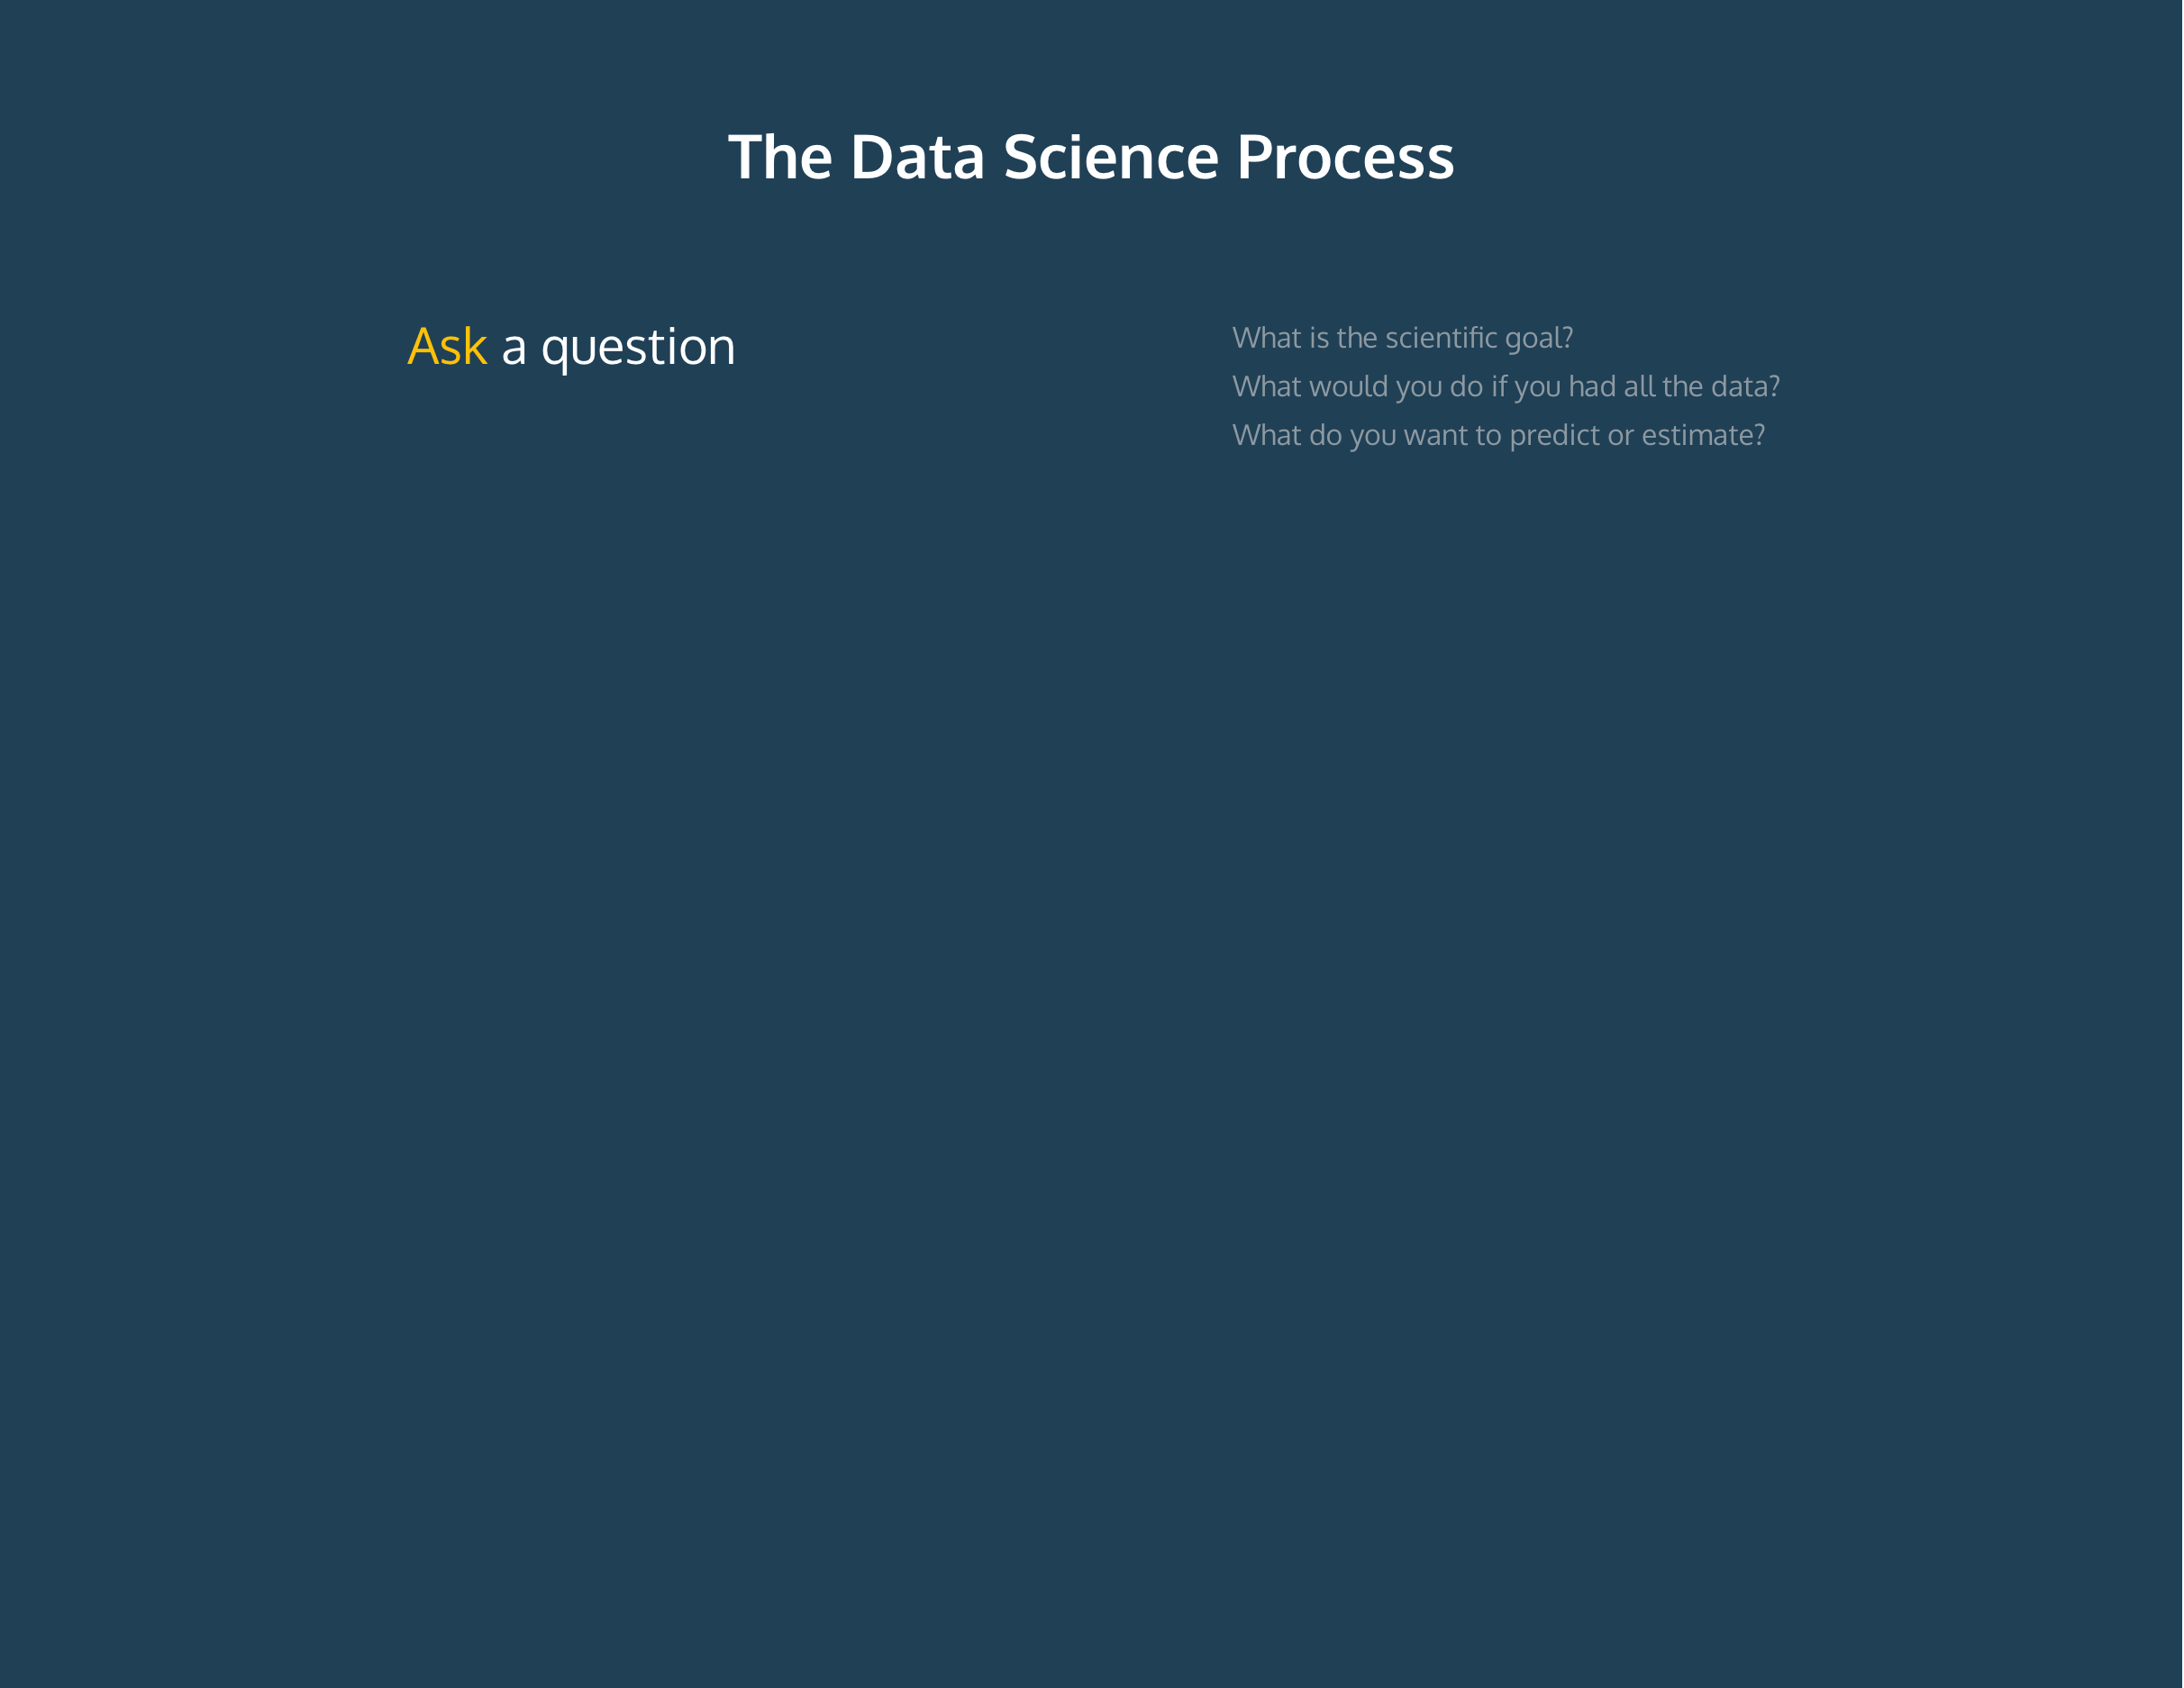 The Data Science Process
Ask a question
What is the scientific goal?
What would you do if you had all the data?
What do you want to predict or estimate?